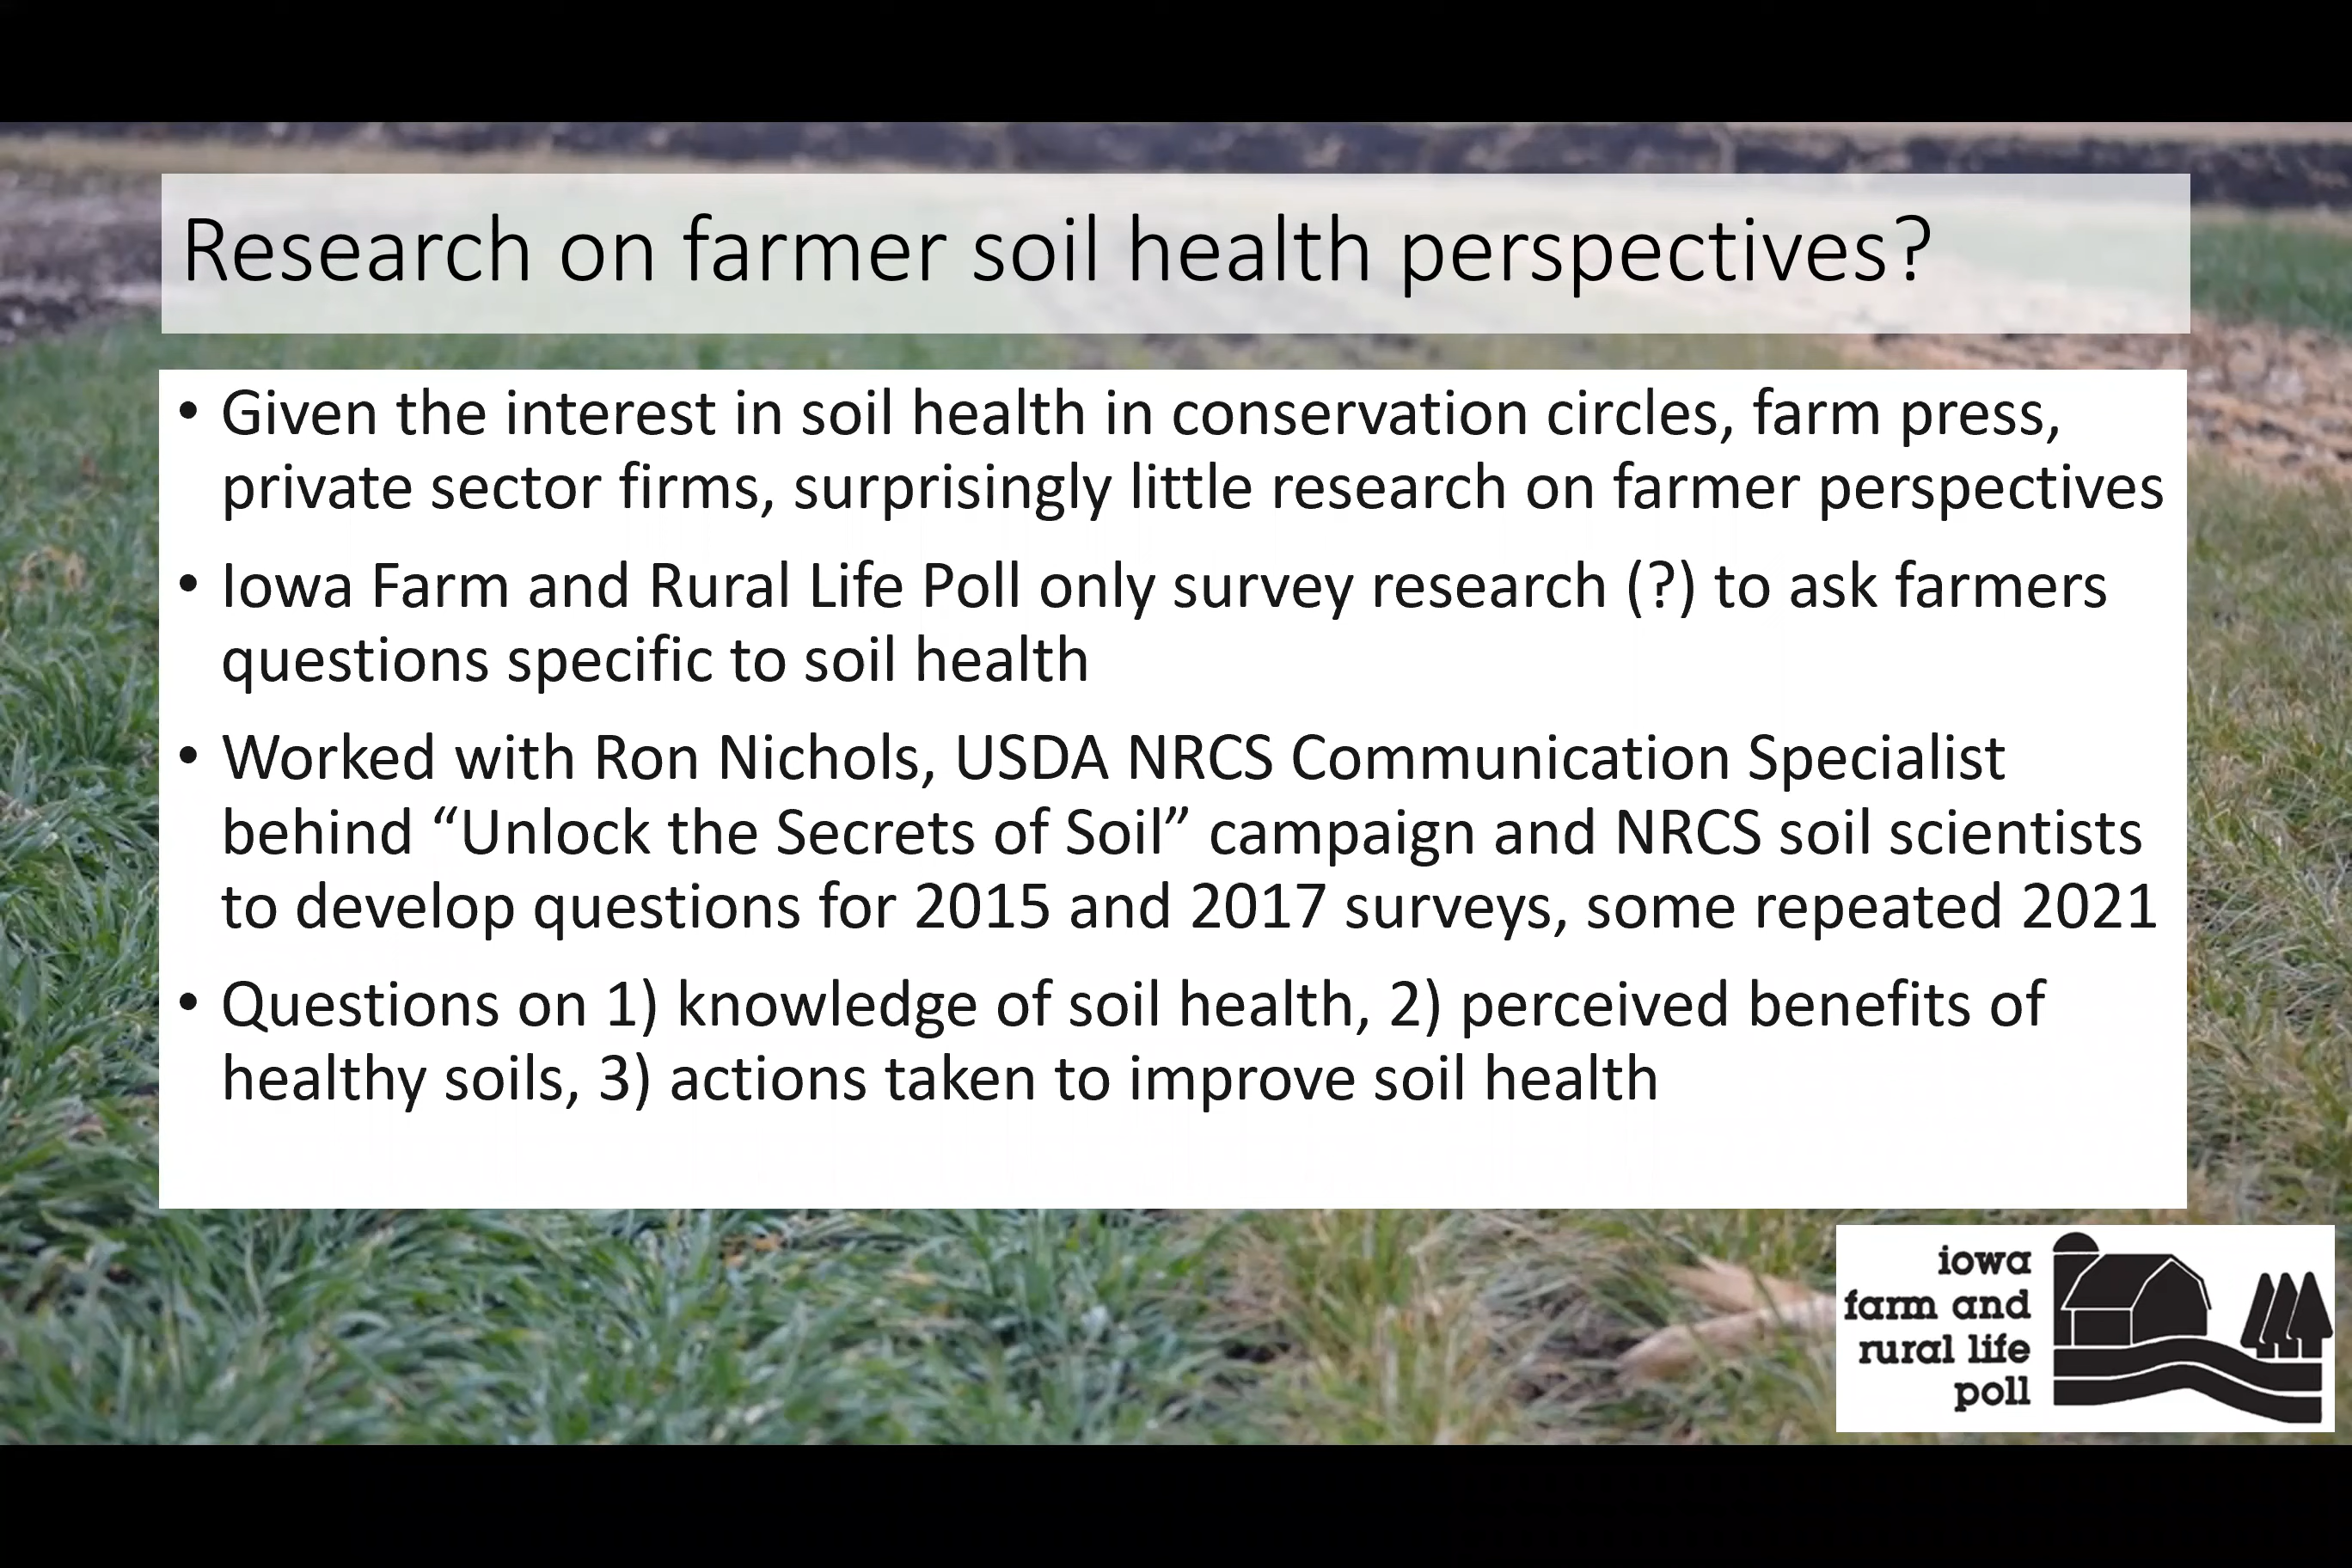 Research on farmer soil health perspectives?
• Given the interest in soil health in conservation circles, farm press,
private sector firms, surprisingly little research on farmer perspectives
• Iowa Farm and Rural Life Poll only survey research (?) to ask farmers
questions specific to soil health
• Worked with Ron Nichols, USDA NRCS Communication Specialist
behind “Unlock the Secrets of Soil” campaign and NRCS soil scientists
to develop questions for 2015 and 2017 surveys, some repeated 2021
• Questions on 1) knowledge of soil health, 2) perceived benefits of
healthy soils, 3) actions taken to improve soil health
iowa
farm and
rural life
poll